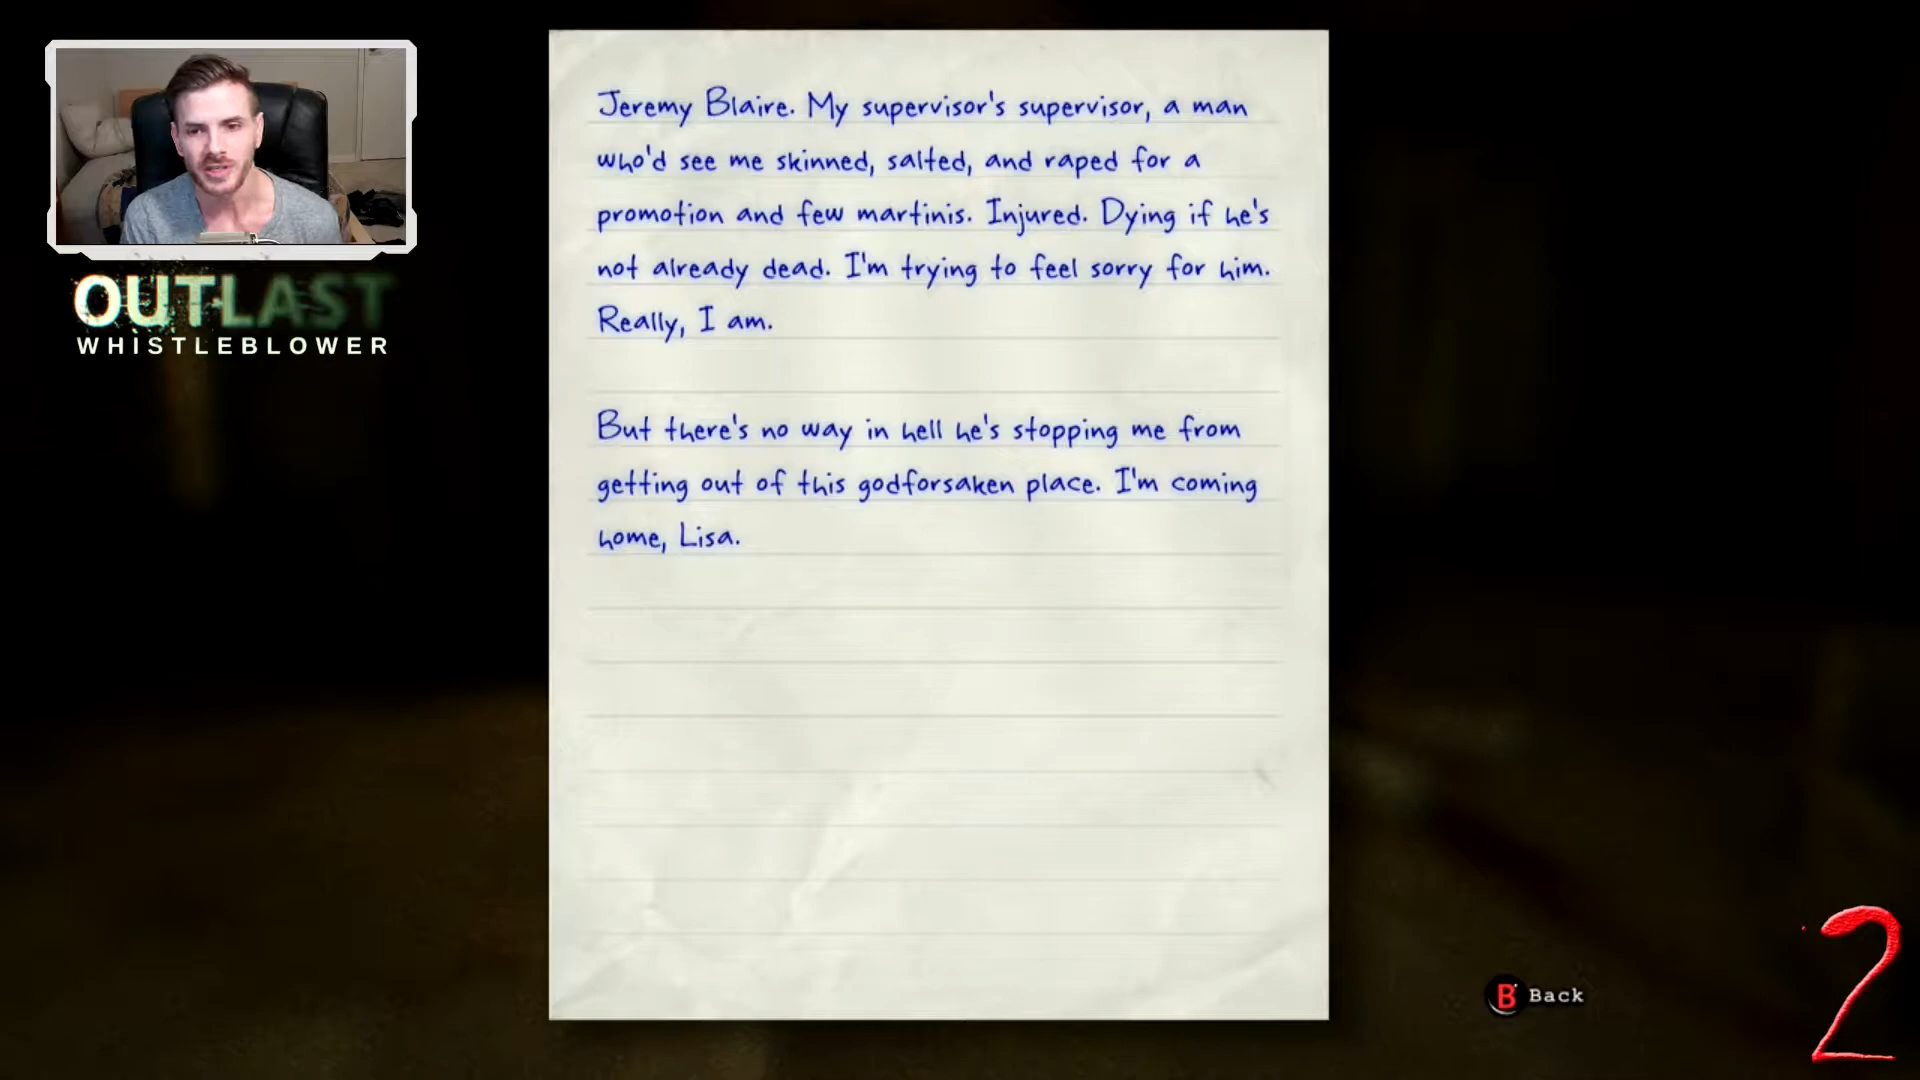 OUTLAST
WHISTLEBLOWER
Jeremy Blaire. My supervisor's supervisor, a man
who'd see me skinned, salted, and raped for a
promotion and few martinis. Injured. Dying if he's
not already dead. I'm trying to feel sorry for him.
Really, I am.
But there's no way in hell he's stopping me from
getting out of this godforsaken place. I'm coming
home, Lisa.
B Back
2